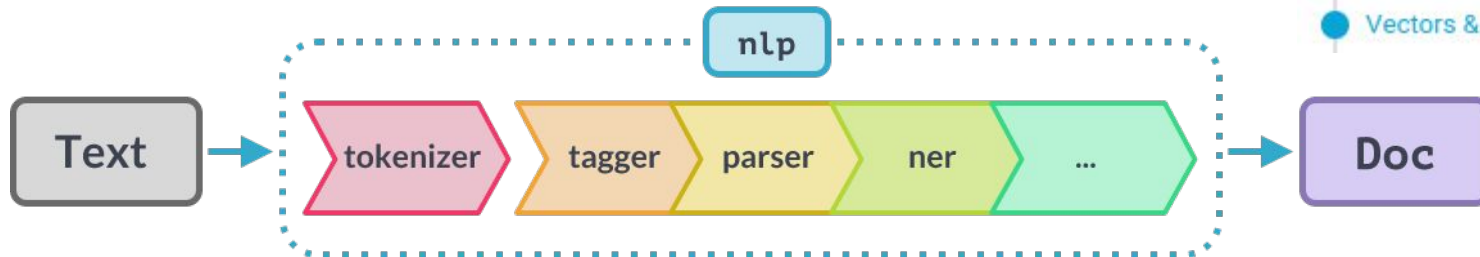 Vectors &
nlp
Text
tokenizer
tagger
parser
ner
...
Doc